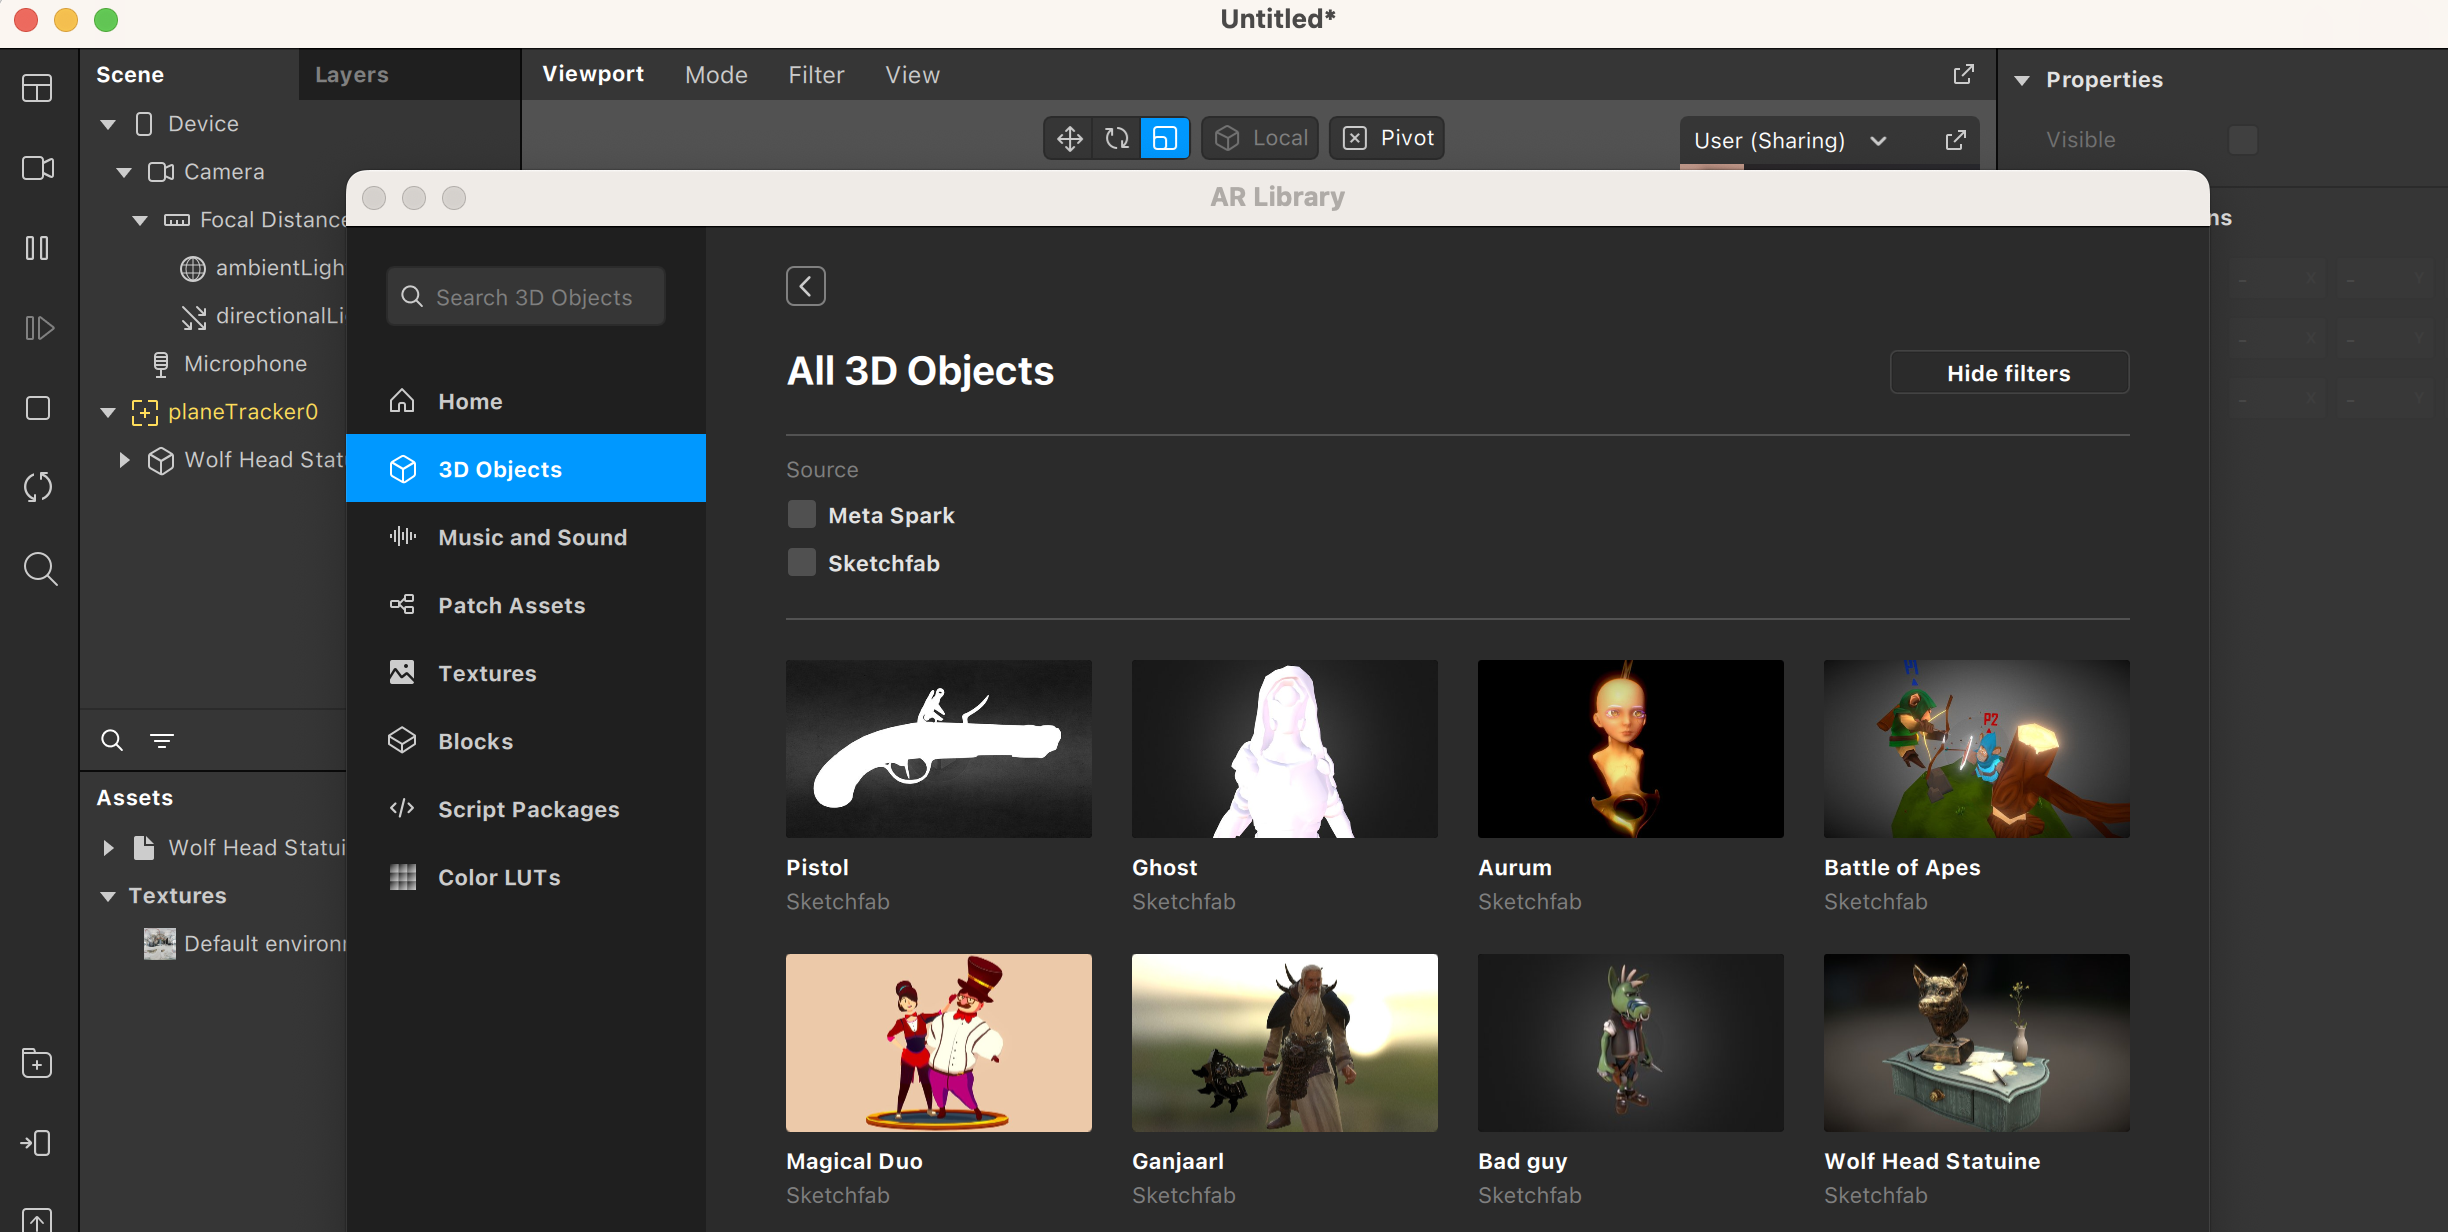 Untitled*
Scene
Layers
Viewport
Mode
Filter
View
Properties
Device
Local
Pivot
User (Sharing)
Visible
Camera
AR Library
Focal Distance
ns
ambientLigh
Search 3D Objects
directionalLi
Microphone
All 3D Objects
Hide filters
planeTracker0
Home
Wolf Head Stat
3D Objects
Source
Music and Sound
Meta Spark
Sketchfab
Patch Assets
Textures
Blocks
Script Packages
Color LUTs
P1
P2
Assets
Wolf Head Statui
Textures
Default environ
Pistol
Sketchfab
Ghost
Sketchfab
Aurum
Sketchfab
Battle of Apes
Sketchfab
Magical Duo
Sketchfab
Ganjaarl
Sketchfab
Bad guy
Sketchfab
Wolf Head Statuine
Sketchfab